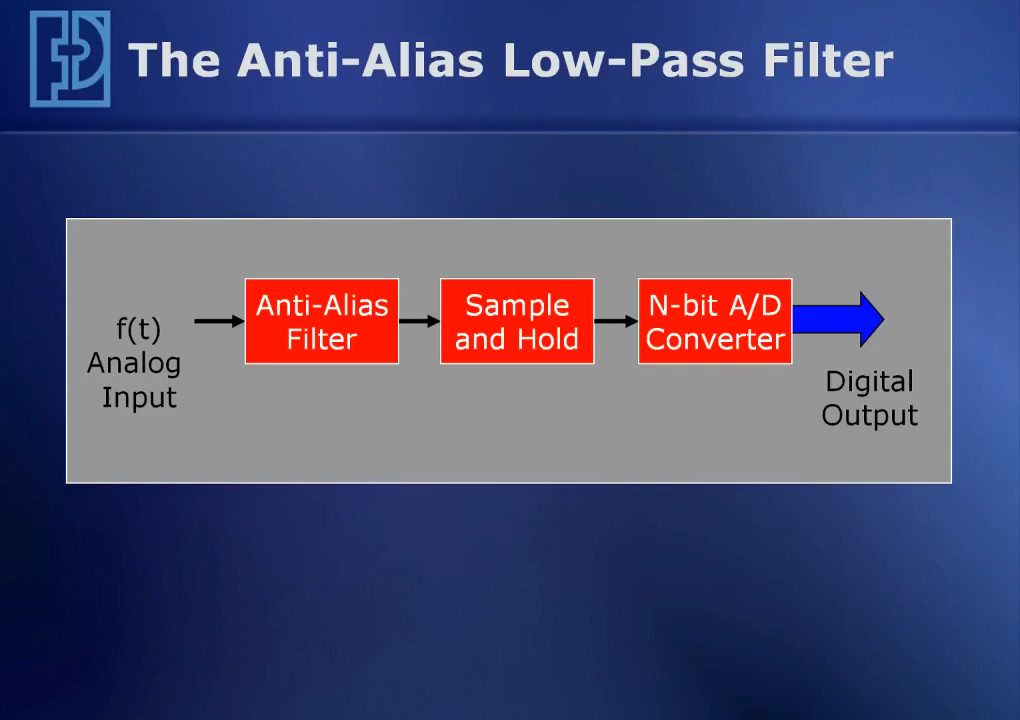 The Anti-Alias Low-Pass Filter
f(t)
Analog
Input
Anti-Alias
Filter
Sample
and Hold
N-bit A/D
Converter
Digital
Output